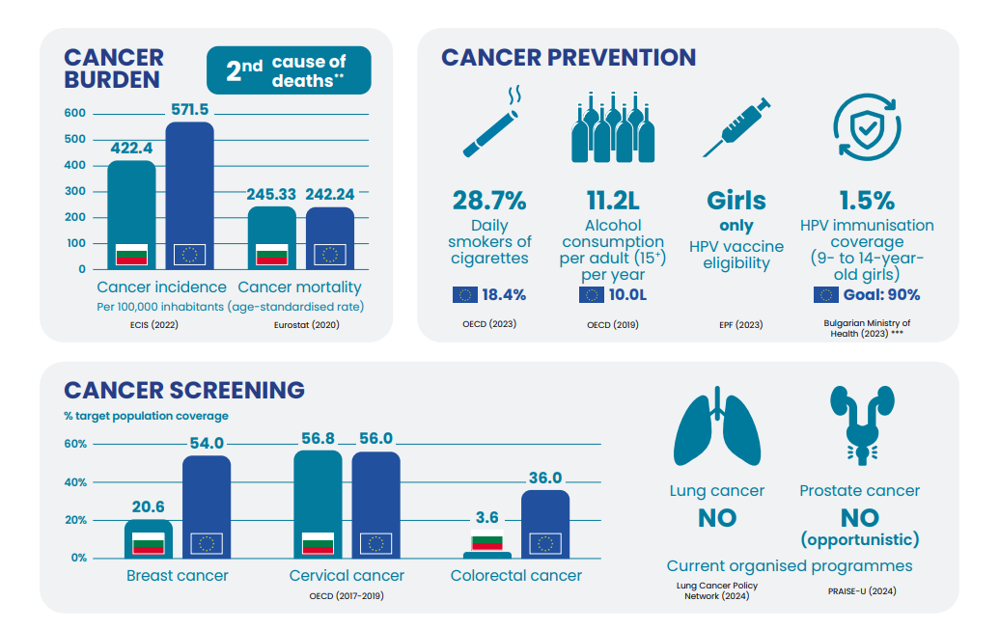 CANCER
BURDEN
2nd cause of
deaths**
600
500
400
300
200
100
0
422.4
571.5
245.33
242.24
Cancer incidence
Cancer mortality
Per 100,000 inhabitants (age-standardised rate)
ECIS (2022)
Eurostat (2020)
CANCER PREVENTION
28.7%
Daily
smokers of
cigarettes
18.4%
OECD (2023)
11.2L
Alcohol
consumption
per adult (15+)
per year
10.0L
OECD (2019)
Girls
only
HPV vaccine
eligibility
EPF (2023)
1.5%
HPV immunisation
coverage
(9- to 14-year-
old girls)
Goal: 90%
Bulgarian Ministry of
Health (2023) ***
CANCER SCREENING
% target population coverage
60%
40%
20%
0%
20.6
54.0
56.8
56.0
3.6
36.0
Breast cancer
Cervical cancer
Colorectal cancer
OECD (2017-2019)
Lung cancer
NO
Prostate cancer
NO
(opportunistic)
Current organised programmes
Lung Cancer Policy
Network (2024)
PRAISE-U (2024)